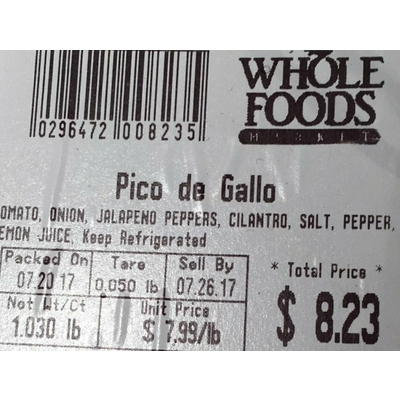 WHOLE
FOODS
MARKET
0296472 008235
Pico de Gallo
OMATO, ONION, JALAPENO PEPPERS, CILANTRO, SALT, PEPPER,
EMON JUICE, Keep Refrigerated
Packed On Tare Sell By
07.20 17 0.050 lb 07.26.17
* Total Price *
Net Wt/Ct Unit Price
1.030 lb $ 7.99/lb
$ 8.23